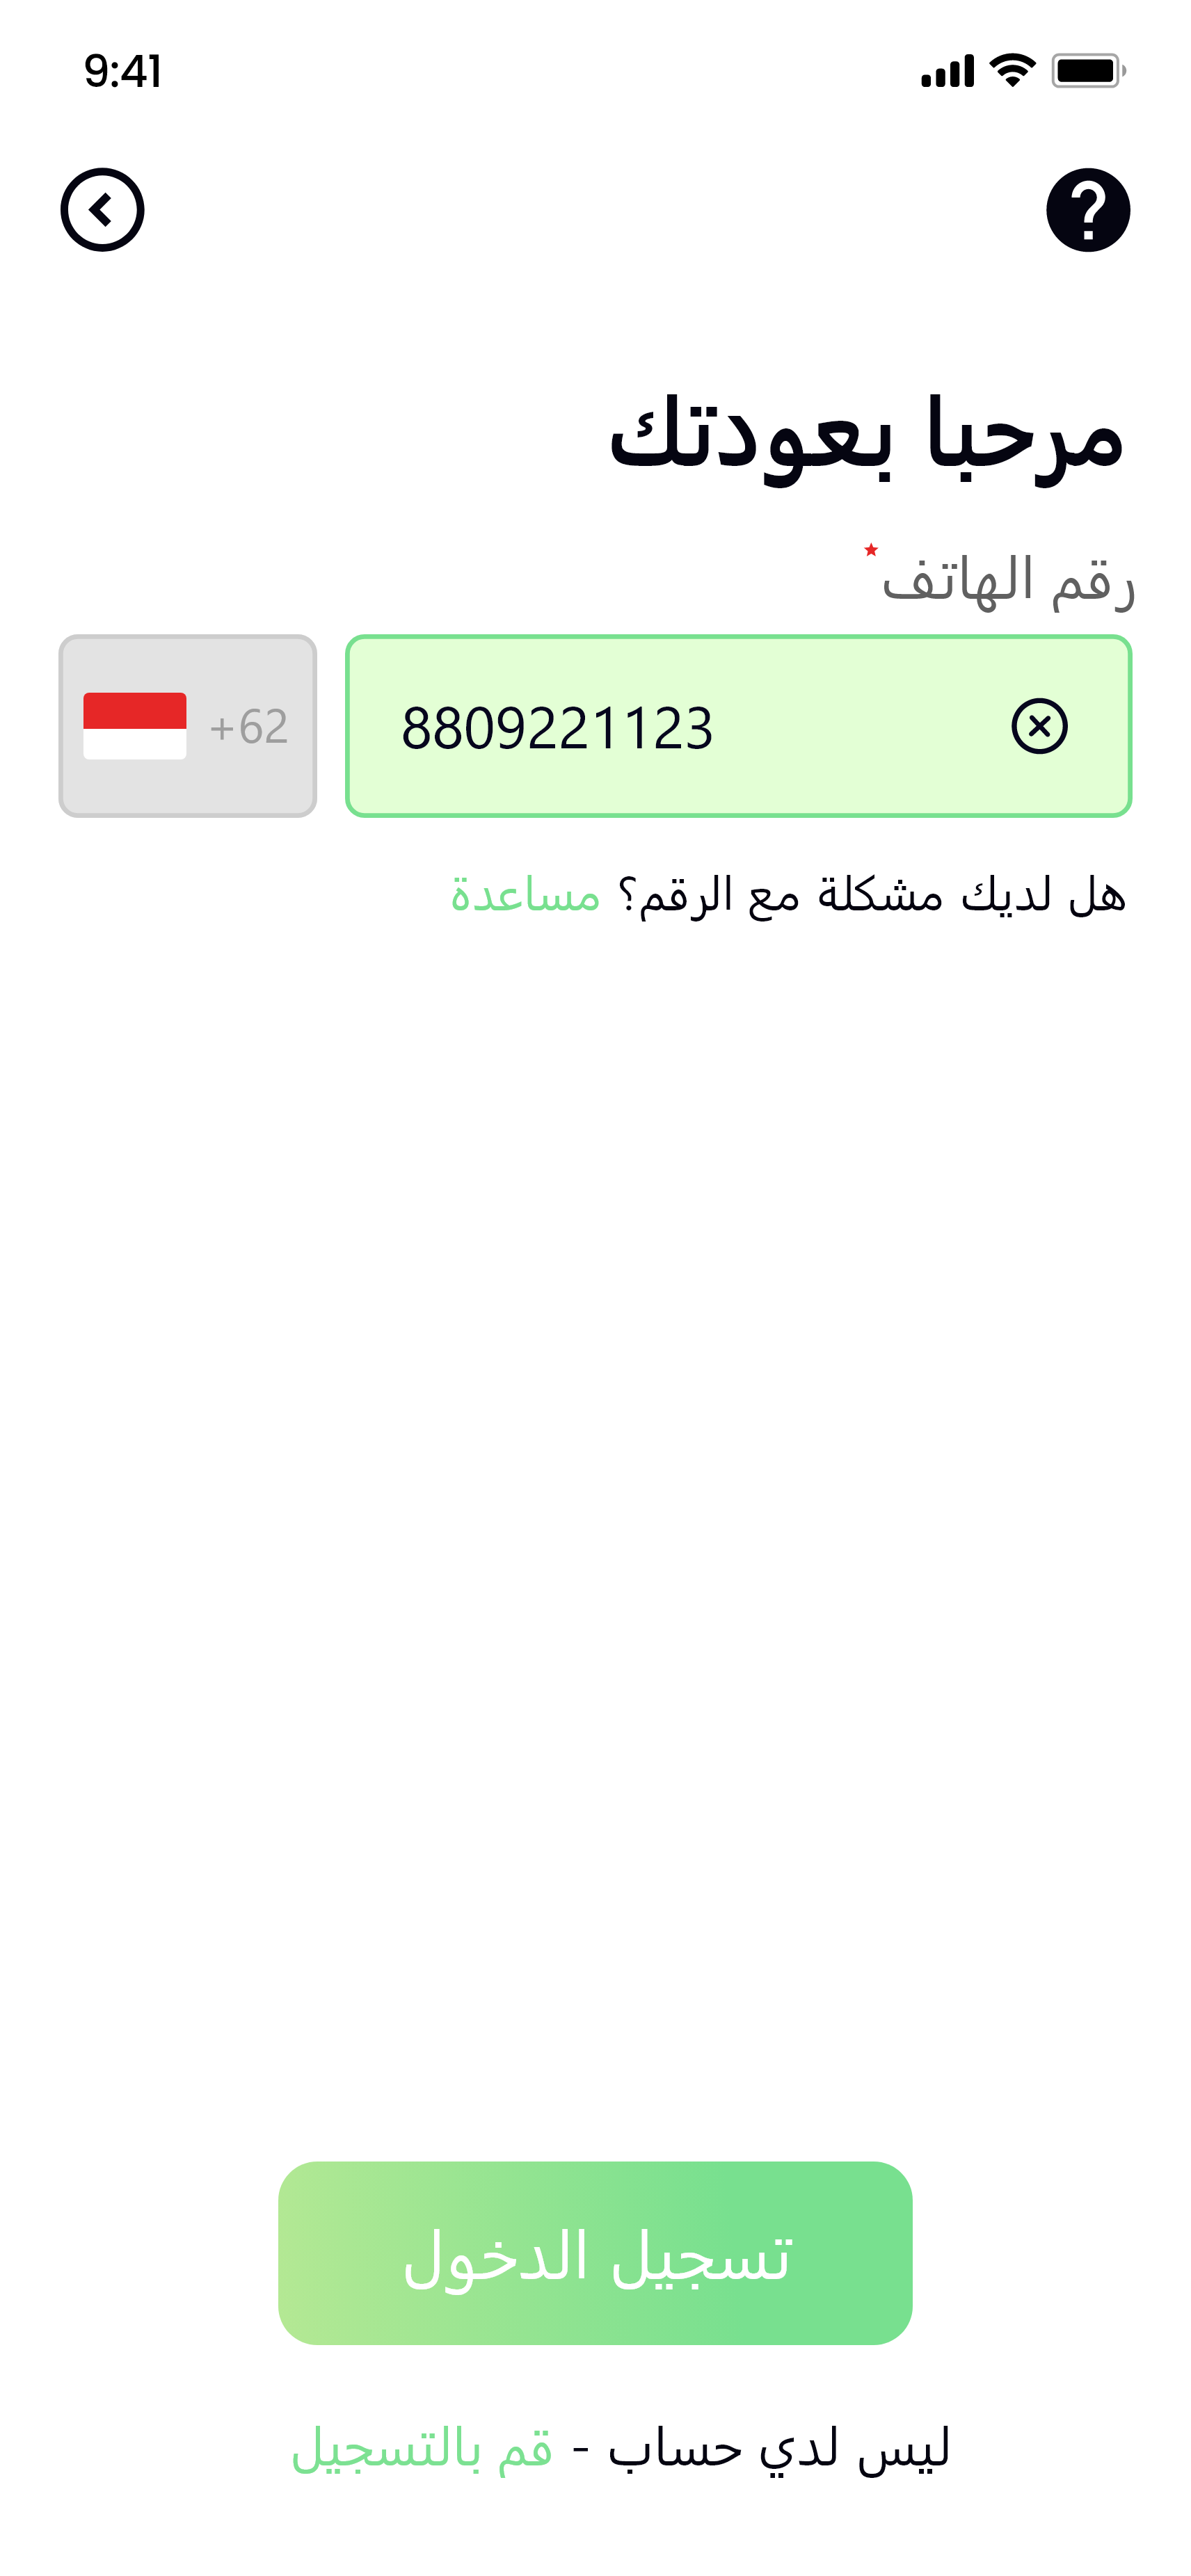 9:41
مرحبا بعودتك
رقم الهاتف*
+62
8809221123
هل لديك مشكلة مع الرقم؟ مساعدة
تسجيل الدخول
ليس لدي حساب - قم بالتسجيل